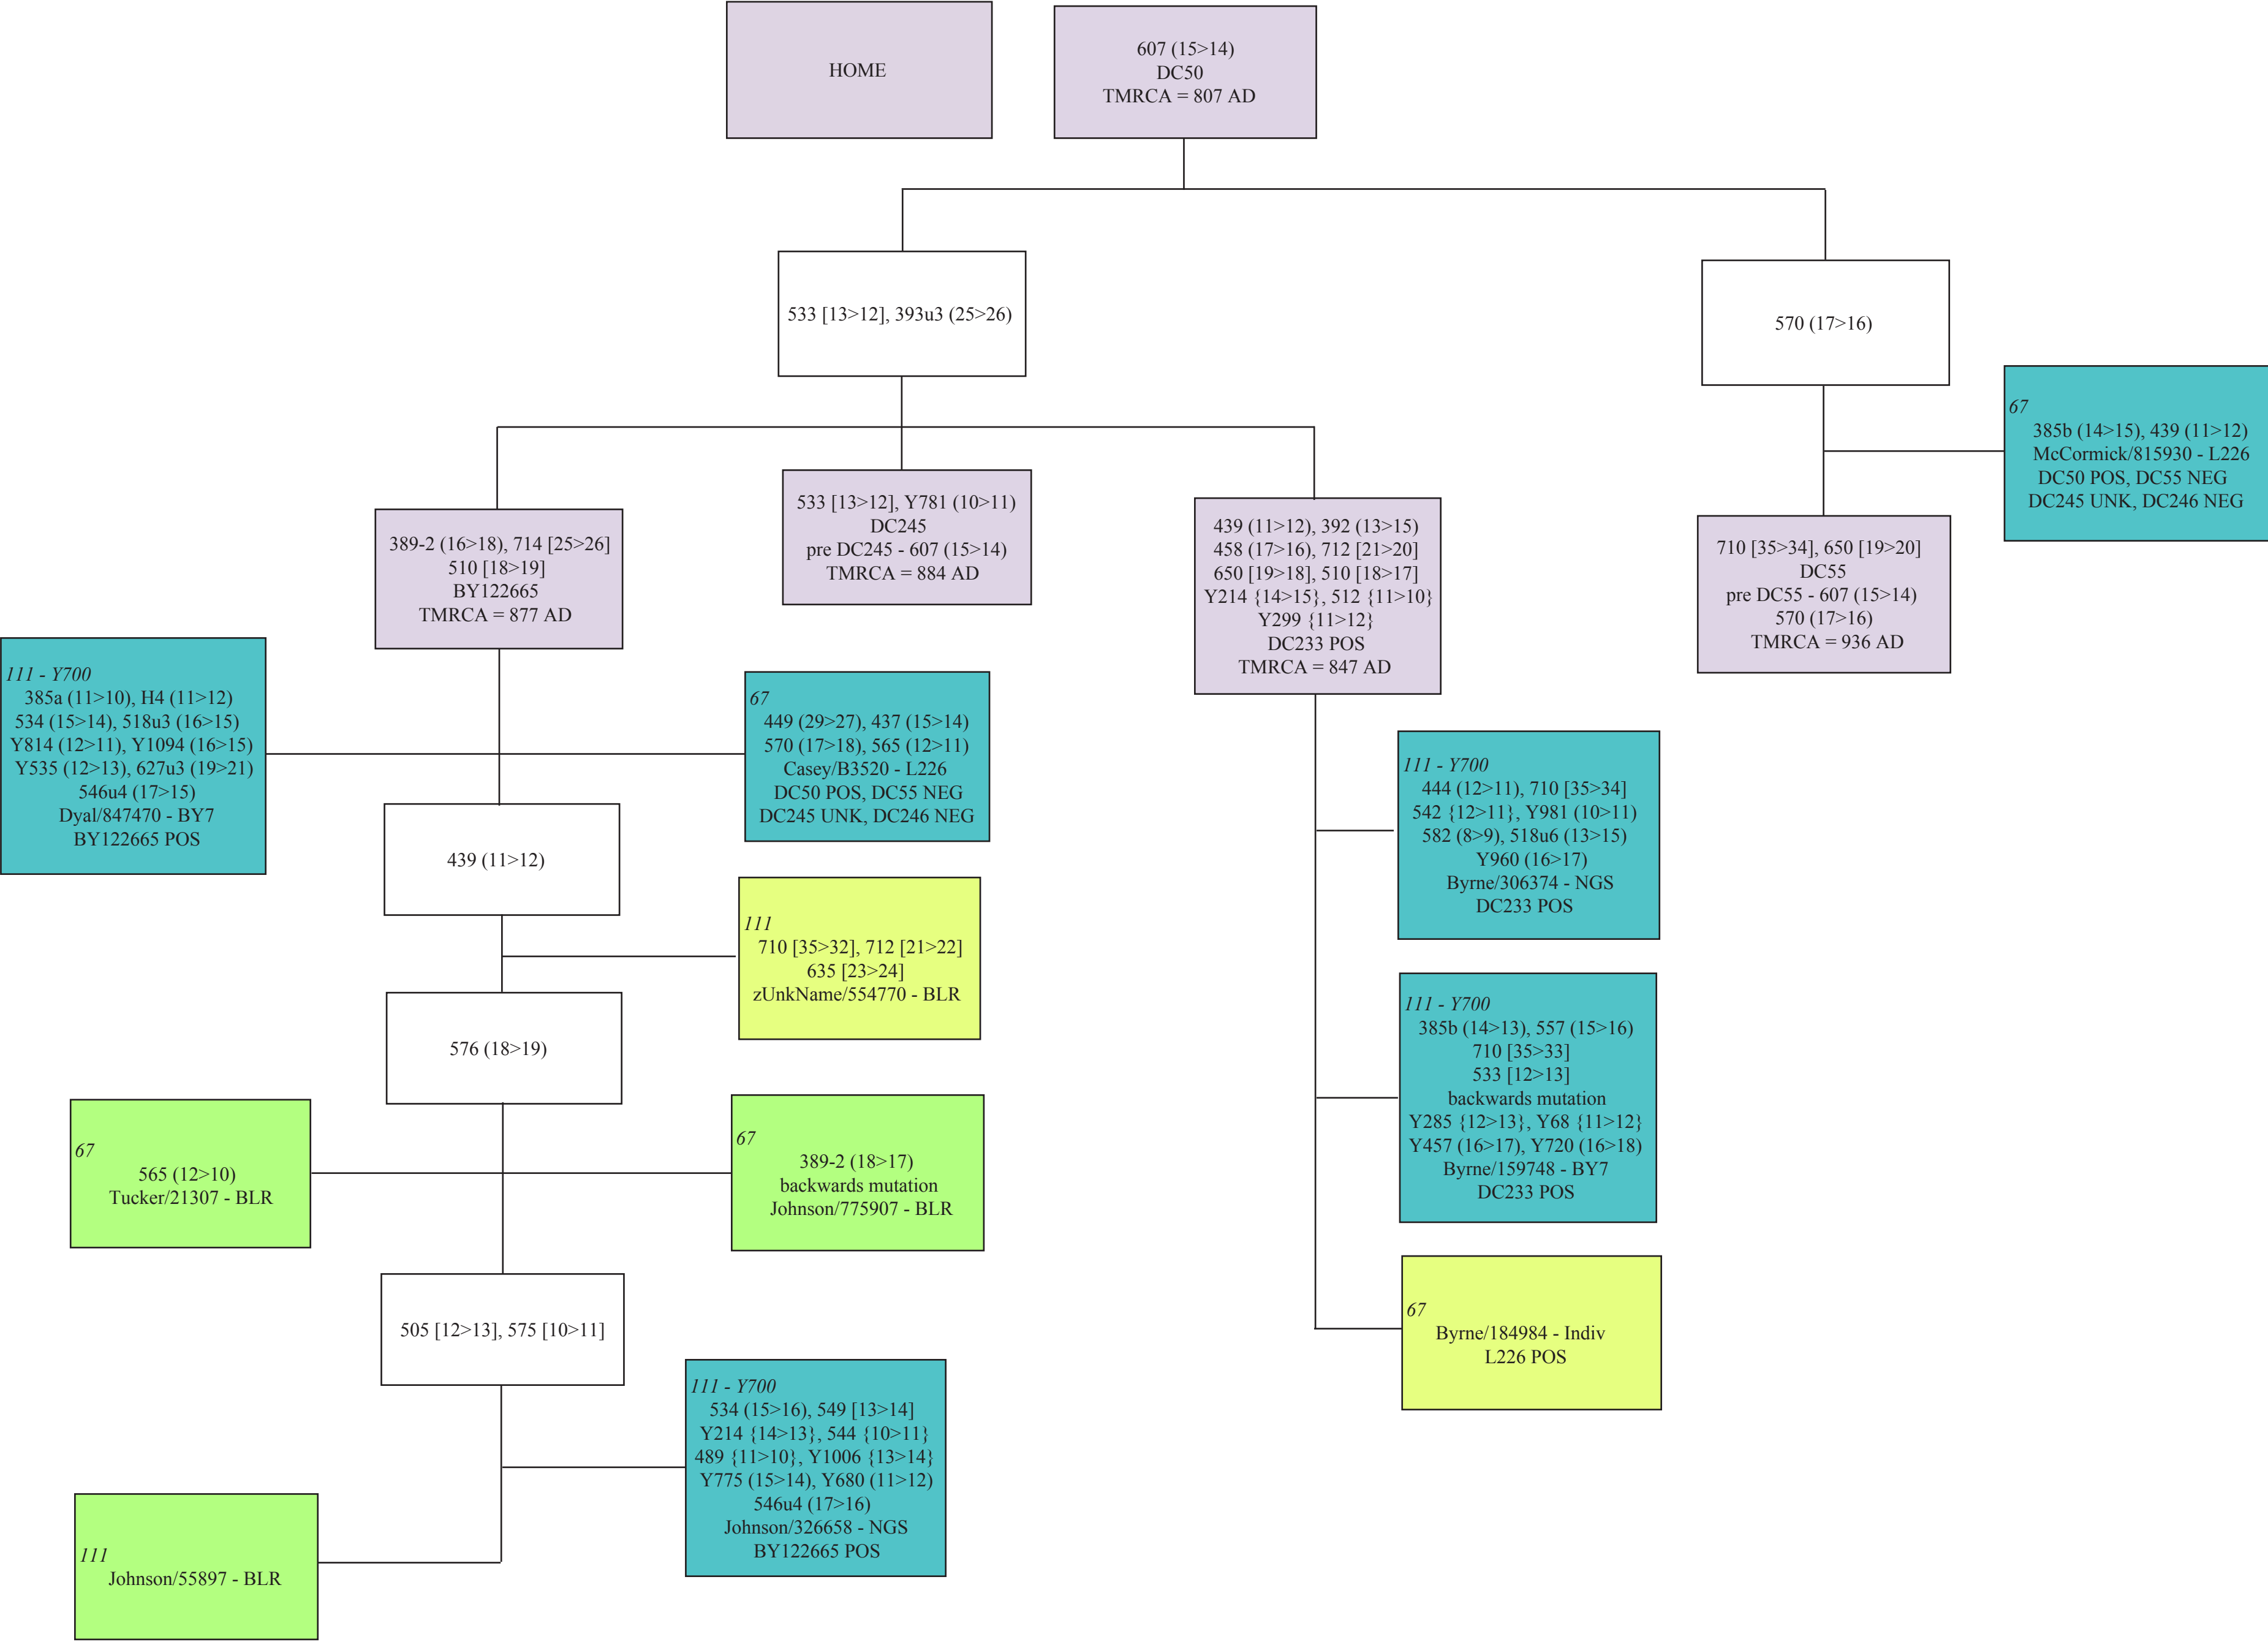 HOME
607 (15>14)
DC50
TMRCA = 807 AD
533 [13>12], 393u3 (25>26)
570 (17>16)
67
385b (14>15), 439 (11>12)
McCormick/815930 - L226
DC50 POS, DC55 NEG
DC245 UNK, DC246 NEG
389-2 (16>18), 714 [25>26]
510 [18>19]
BY122665
TMRCA = 877 AD
533 [13>12], Y781 (10>11)
DC245
pre DC245 - 607 (15>14)
TMRCA = 884 AD
439 (11>12), 392 (13>15)
458 (17>16), 712 [21>20]
650 [19>18], 510 [18>17]
Y214 {14>15}, 512 {11>10}
Y299 {11>12}
DC233 POS
TMRCA = 847 AD
710 [35>34], 650 [19>20]
DC55
pre DC55 - 607 (15>14)
570 (17>16)
TMRCA = 936 AD
111 - Y700
385a (11>10), H4 (11>12)
534 (15>14), 518u3 (16>15)
Y814 (12>11), Y1094 (16>15)
Y535 (12>13), 627u3 (19>21)
546u4 (17>15)
Dyal/847470 - BY7
BY122665 POS
67
449 (29>27), 437 (15>14)
570 (17>18), 565 (12>11)
Casey/B3520 - L226
DC50 POS, DC55 NEG
DC245 UNK, DC246 NEG
111 - Y700
444 (12>11), 710 [35>34]
542 {12>11}, Y981 (10>11)
582 (8>9), 518u6 (13>15)
Y960 (16>17)
Byrne/306374 - NGS
DC233 POS
439 (11>12)
111
710 [35>32], 712 [21>22]
635 [23>24]
zUnkName/554770 - BLR
576 (18>19)
111 - Y700
385b (14>13), 557 (15>16)
710 [35>33]
533 [12>13]
backwards mutation
Y285 {12>13}, Y68 {11>12}
Y457 (16>17), Y720 (16>18)
Byrne/159748 - BY7
DC233 POS
67
565 (12>10)
Tucker/21307 - BLR
67
389-2 (18>17)
backwards mutation
Johnson/775907 - BLR
67
Byrne/184984 - Indiv
L226 POS
505 [12>13], 575 [10>11]
111 - Y700
534 (15>16), 549 [13>14]
Y214 {14>13}, 544 {10>11}
489 {11>10}, Y1006 {13>14}
Y775 (15>14), Y680 (11>12)
546u4 (17>16)
Johnson/326658 - NGS
BY122665 POS
111
Johnson/55897 - BLR